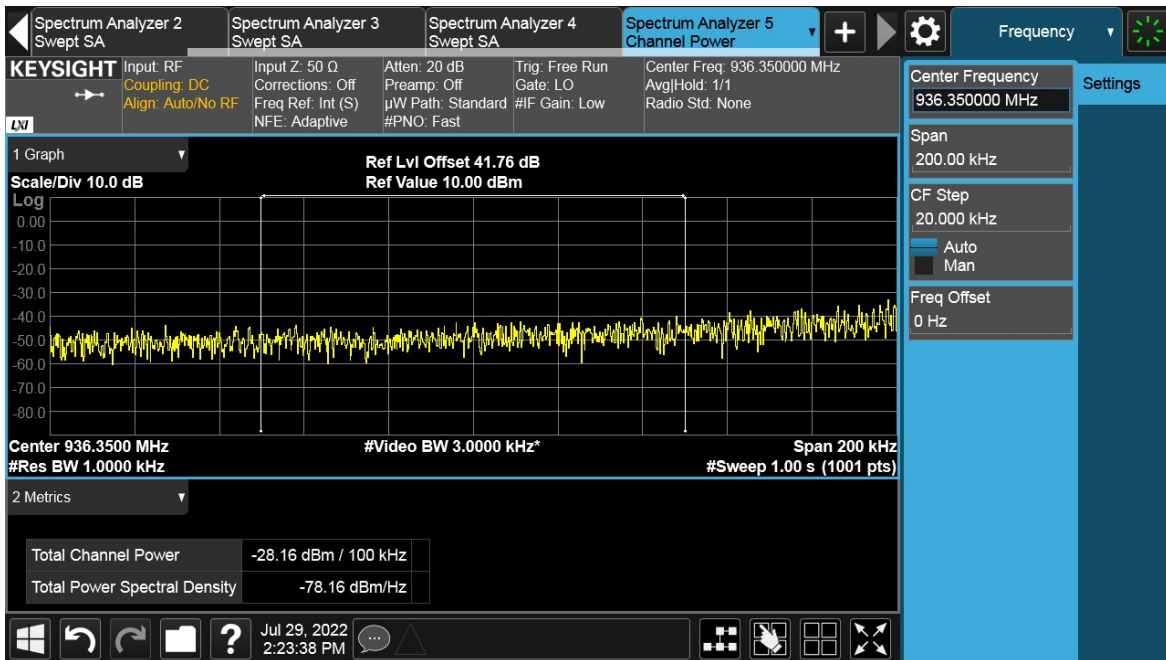 Spectrum Analyzer 2
Swept SA
Spectrum Analyzer 3
Swept SA
Spectrum Analyzer 4
Swept SA
Spectrum Analyzer 5
Channel Power
+
Frequency
KEYSIGHT
LXI
Input: RF
Coupling: DC
Align: Auto/No RF
Input Z: 50 Ω
Corrections: Off
Freq Ref: Int (S)
NFE: Adaptive
Atten: 20 dB
Preamp: Off
µW Path: Standard
#PNO: Fast
Trig: Free Run
Gate: LO
#IF Gain: Low
Center Freq: 936.350000 MHz
Avg|Hold: 1/1
Radio Std: None
Center Frequency
936.350000 MHz
Settings
Span
200.00 kHz
CF Step
20.000 kHz
Auto
Man
Freq Offset
0 Hz
1 Graph
Scale/Div 10.0 dB
Ref Lvl Offset 41.76 dB
Ref Value 10.00 dBm
Log
0.00
-10.0
-20.0
-30.0
-40.0
-50.0
-60.0
-70.0
-80.0
Center 936.3500 MHz
#Video BW 3.0000 kHz*
Span 200 kHz
#Res BW 1.0000 kHz
#Sweep 1.00 s (1001 pts)
2 Metrics
Total Channel Power -28.16 dBm / 100 kHz
Total Power Spectral Density -78.16 dBm/Hz
?
Jul 29, 2022
2:23:38 PM